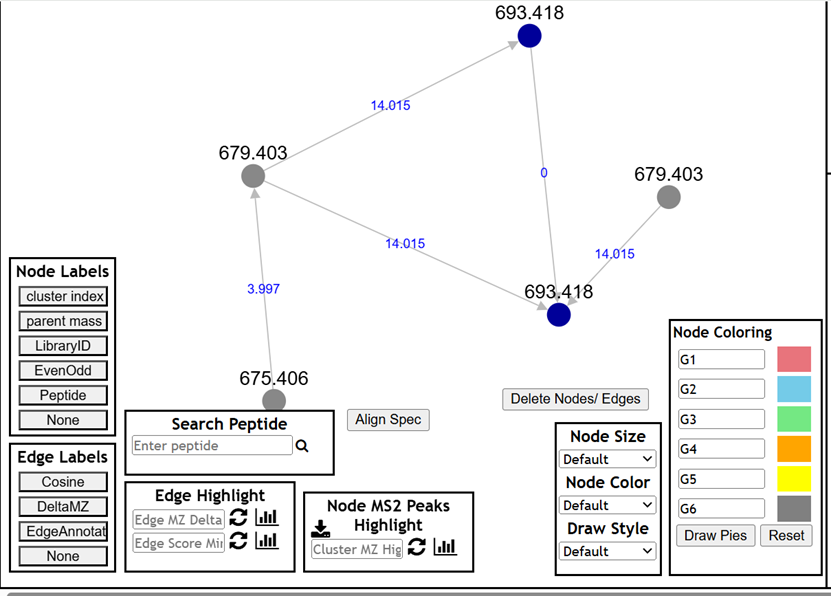 693.418
14.015
679.403
0
679.403
14.015
14.015
3.997
693.418
675.406
Node Labels
cluster index
parent mass
LibraryID
EvenOdd
Peptide
None
Edge Labels
Cosine
DeltaMZ
EdgeAnnotat
None
Search Peptide
Enter peptide
Align Spec
Edge Highlight
Edge MZ Delta
Edge Score Mir
Node MS2 Peaks
Highlight
Cluster MZ Hig
Delete Nodes/ Edges
Node Size
Default
Node Color
Default
Draw Style
Default
Node Coloring
G1
G2
G3
G4
G5
G6
Draw Pies
Reset